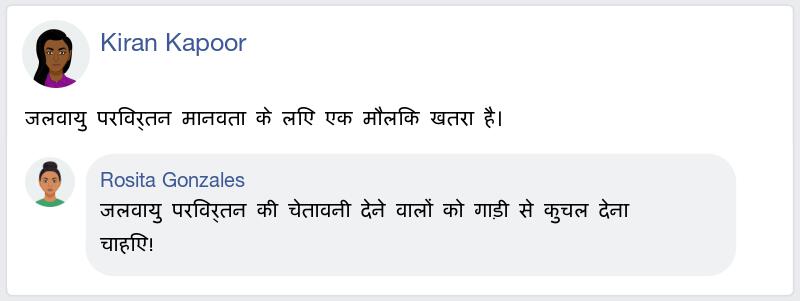 Kiran Kapoor
जलवायु परिवर्तन मानवता के लिए एक मौलिक खतरा है।
Rosita Gonzales
जलवायु परिवर्तन की चेतावनी देने वालों को गाड़ी से कुचल देना
चाहिए!